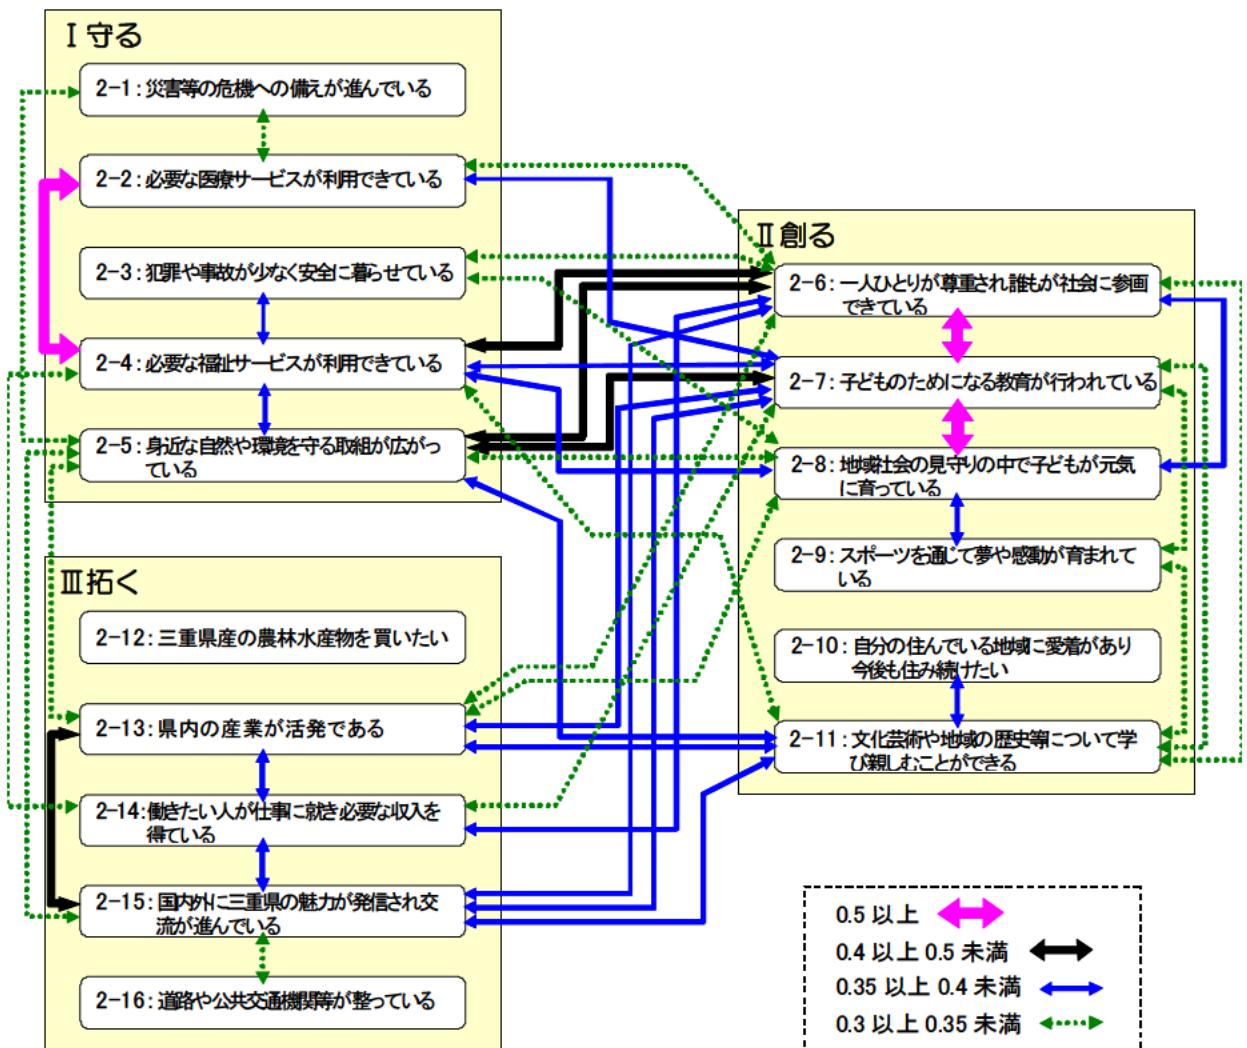 Ⅰ守る
2-1：災害等の危機への備えが進んでいる
2-2：必要な医療サービスが利用できている
2-3：犯罪や事故が少なく安全に暮らせている
2-4：必要な福祉サービスが利用できている
2-5：身近な自然や環境を守る取組が広がっ
ている
Ⅱ創る
2-6：一人ひとりが尊重され誰もが社会に参画
できている
2-7：子どものためになる教育が行われている
2-8：地域社会の見守りの中で子どもが元気
に育っている
2-9：スポーツを通じて夢や感動が育まれて
いる
2-10：自分の住んでいる地域に愛着があり
今後も住み続けたい
2-11：文化芸術や地域の歴史等について学
び親しむことができる
Ⅲ拓く
2-12：三重県産の農林水産物を買いたい
2-13：県内の産業が活発である
2-14：働きたい人が仕事に就き必要な収入を
得ている
2-15：国内外に三重県の魅力が発信され交
流が進んでいる
2-16：道路や公共交通機関等が整っている
0.5 以上
0.4 以上 0.5 未満
0.35 以上 0.4 未満
0.3 以上 0.35 未満